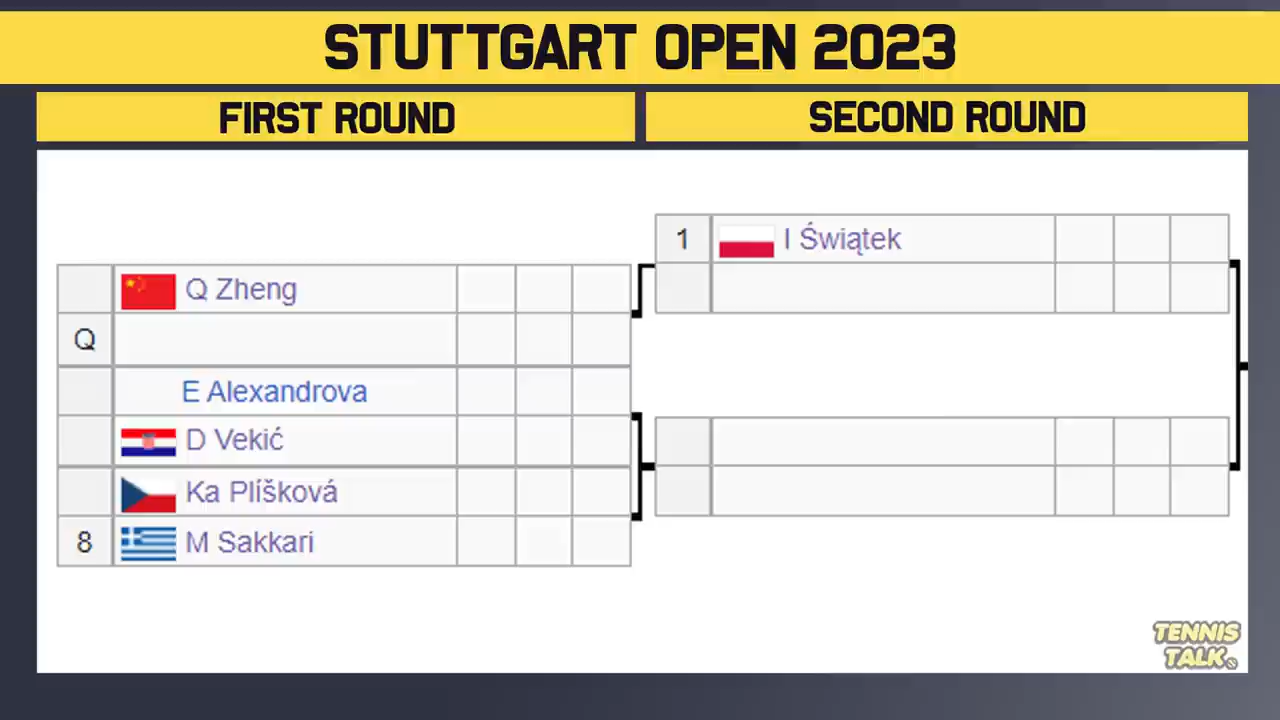 STUTTGART OPEN 2023
FIRST ROUND
SECOND ROUND
1 I Świątek
Q Zheng
Q
E Alexandrova
D Vekić
Ka Plíšková
8 M Sakkari
TENNIS
TALK